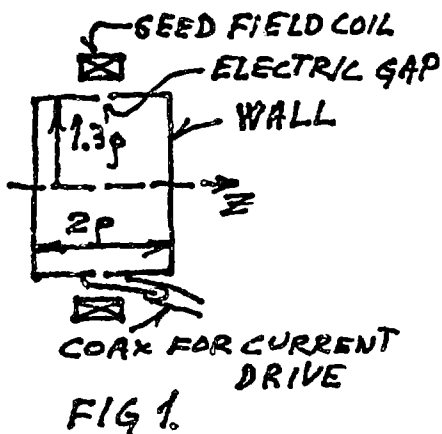 SEED FIELD COIL
ELECTRIC GAP
WALL
1.3ρ
Z
2ρ
COAX FOR CURRENT
DRIVE
FIG 1.